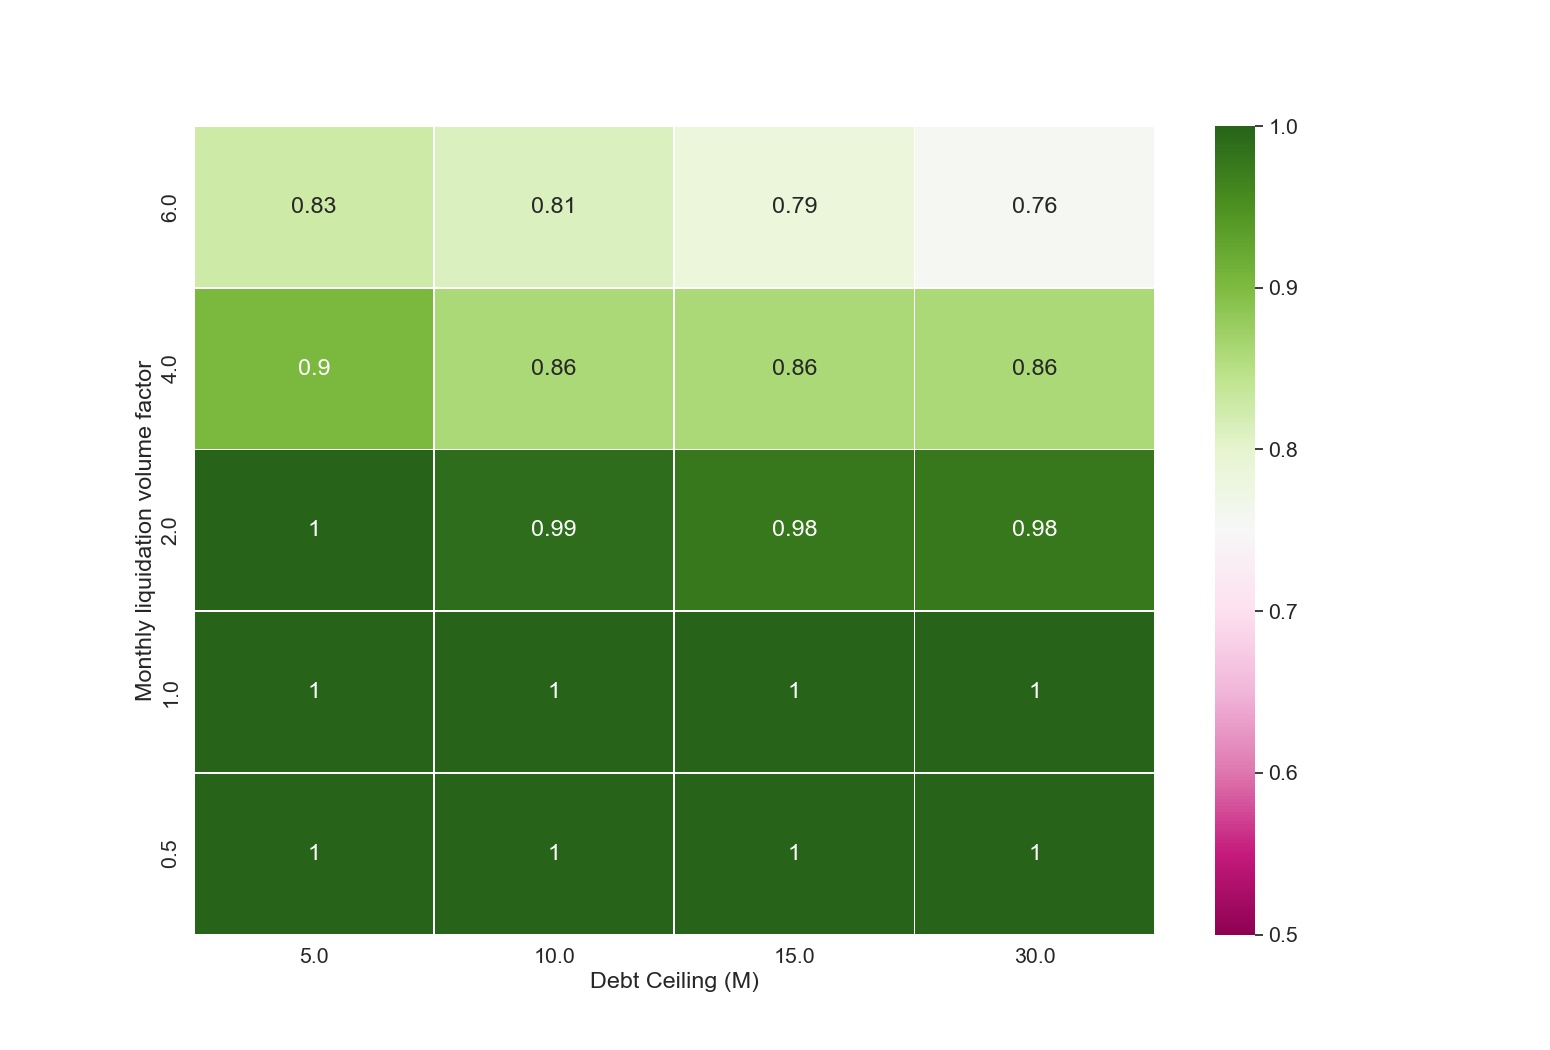 6.0 0.83 0.81 0.79 0.76
4.0 0.9 0.86 0.86 0.86
2.0 1 0.99 0.98 0.98
1.0 1 1 1 1
0.5 1 1 1 1
Monthly liquidation volume factor
5.0 10.0 15.0 30.0
Debt Ceiling (M)
1.0
0.9
0.8
0.7
0.6
0.5